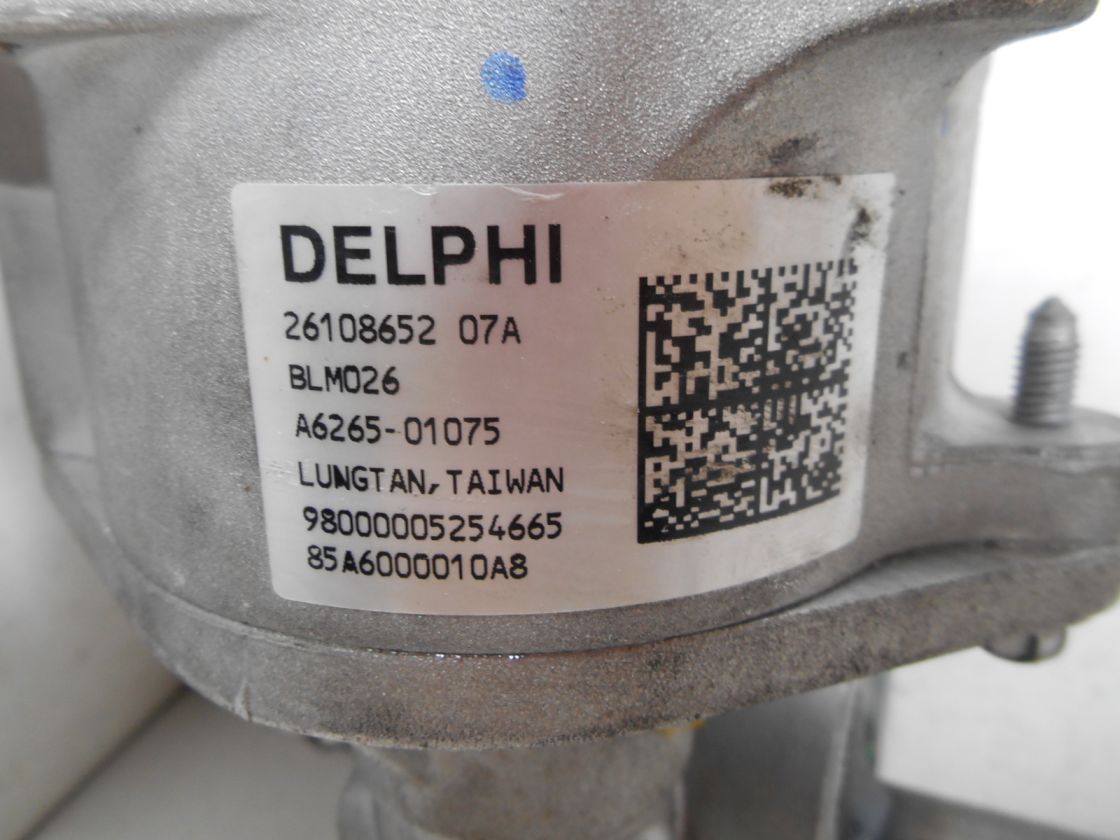 DELPHI
26108652 07A
BLM026
A6265-01075
LUNGTAN, TAIWAN
98000005254665
85A6000010A8